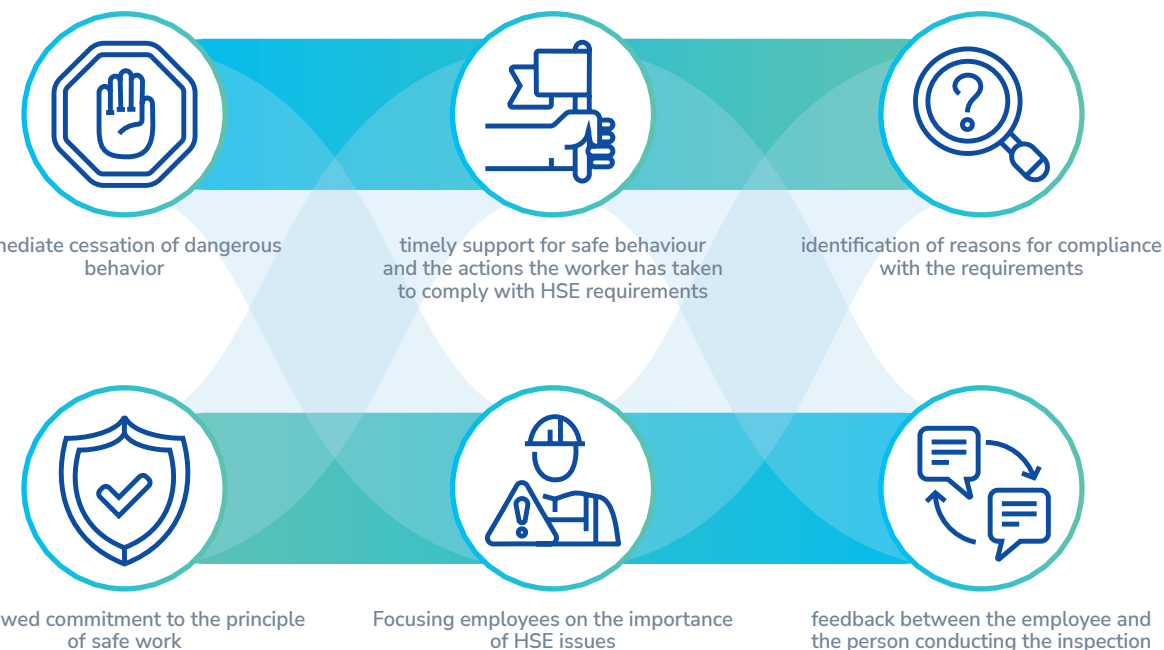 cessation of dangerous
behavior
timely support for safe behaviour
and the actions the worker has taken
to comply with HSE requirements
identification of reasons for compliance
with the requirements
commitment to the principle
of safe work
Focusing employees on the importance
of HSE issues
feedback between the employee and
the person conducting the inspection